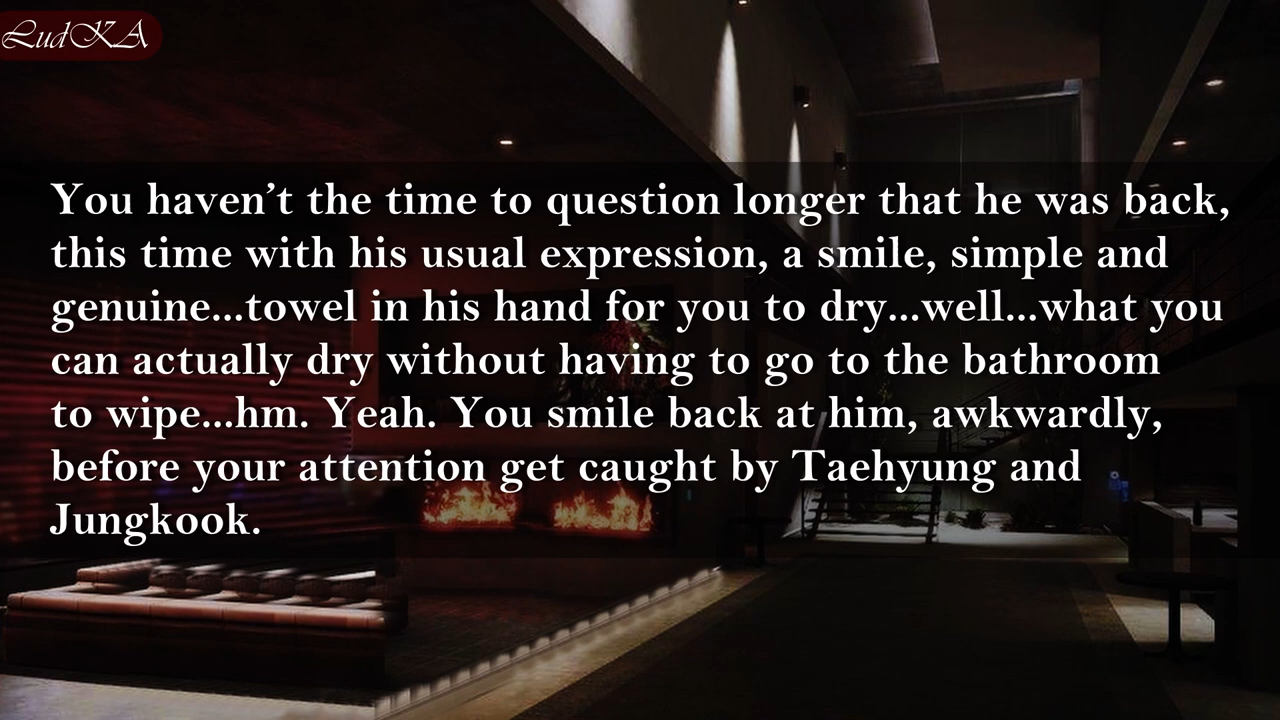 LudKA
You haven’t the time to question longer that he was back,
this time with his usual expression, a smile, simple and
genuine...towel in his hand for you to dry...well...what you
can actually dry without having to go to the bathroom
to wipe...hm. Yeah. You smile back at him, awkwardly,
before your attention get caught by Taehyung and
Jungkook.